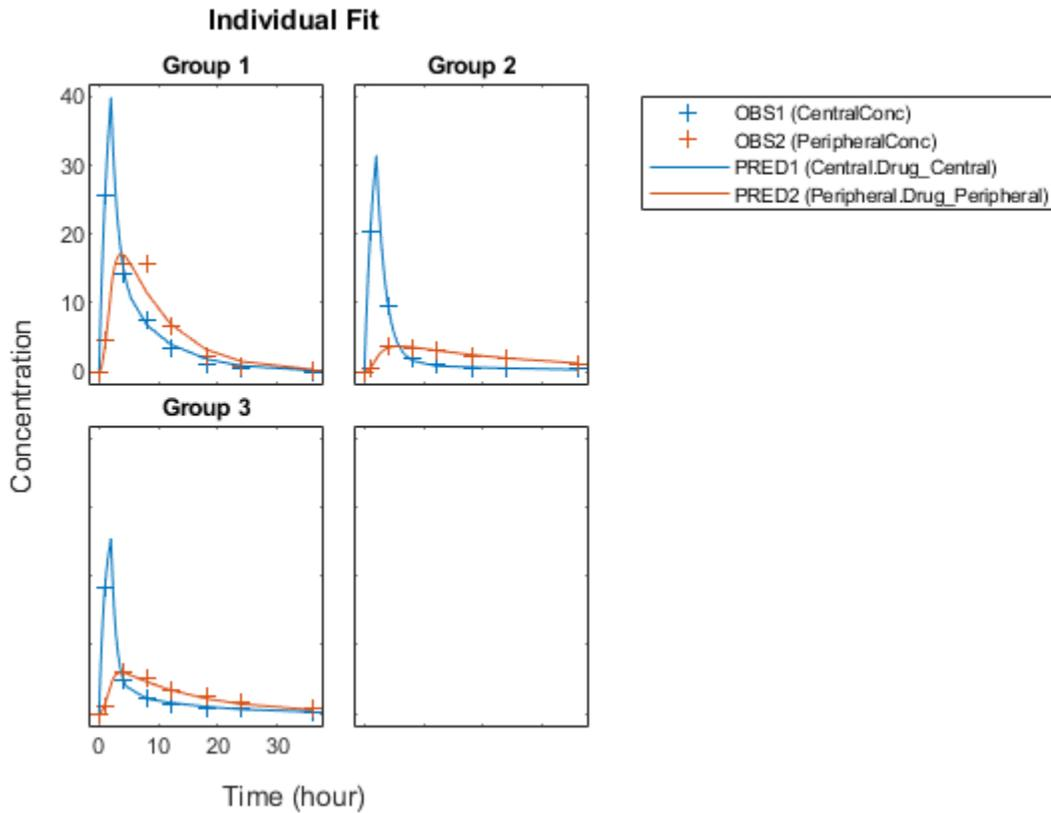 Individual Fit
Group 1
Group 2
OBS1 (CentralConc)
OBS2 (PeripheralConc)
PRED1 (Central.Drug_Central)
PRED2 (Peripheral.Drug_Peripheral)
40
30
20
10
0
Group 3
Concentration
0 10 20 30
Time (hour)